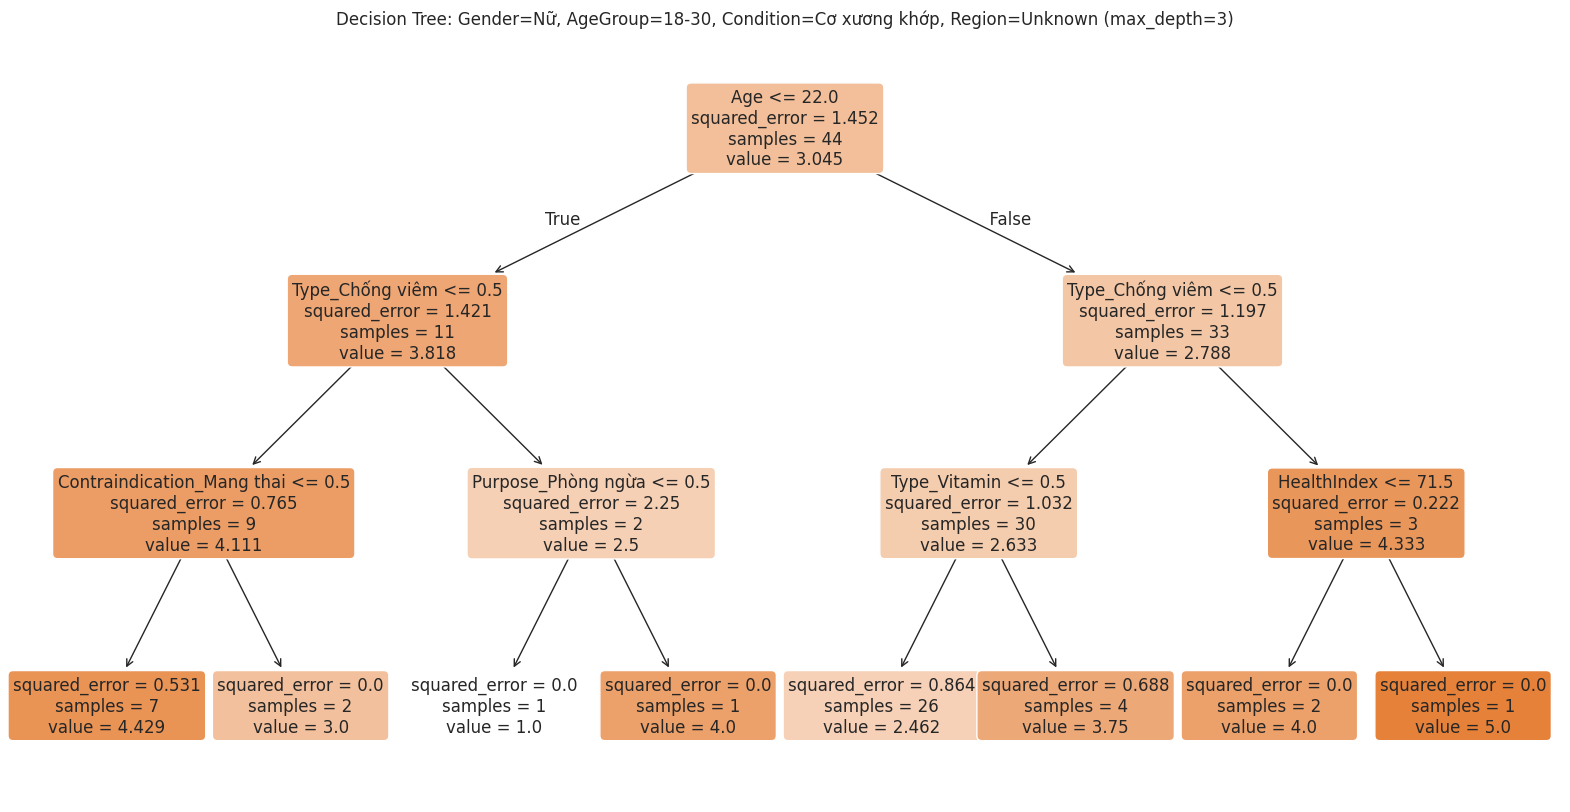 Decision Tree: Gender=Nữ, AgeGroup=18-30, Condition=Cơ xương khớp, Region=Unknown (max_depth=3)
Age <= 22.0
squared_error = 1.452
samples = 44
value = 3.045
True
False
Type_Chống viêm <= 0.5
squared_error = 1.421
samples = 11
value = 3.818
Type_Chống viêm <= 0.5
squared_error = 1.197
samples = 33
value = 2.788
Contraindication_Mang thai <= 0.5
squared_error = 0.765
samples = 9
value = 4.111
Purpose_Phòng ngừa <= 0.5
squared_error = 2.25
samples = 2
value = 2.5
Type_Vitamin <= 0.5
squared_error = 1.032
samples = 30
value = 2.633
HealthIndex <= 71.5
squared_error = 0.222
samples = 3
value = 4.333
squared_error = 0.531
samples = 7
value = 4.429
squared_error = 0.0
samples = 2
value = 3.0
squared_error = 0.0
samples = 1
value = 1.0
squared_error = 0.0
samples = 1
value = 4.0
squared_error = 0.864
samples = 26
value = 2.462
squared_error = 0.688
samples = 4
value = 3.75
squared_error = 0.0
samples = 2
value = 4.0
squared_error = 0.0
samples = 1
value = 5.0